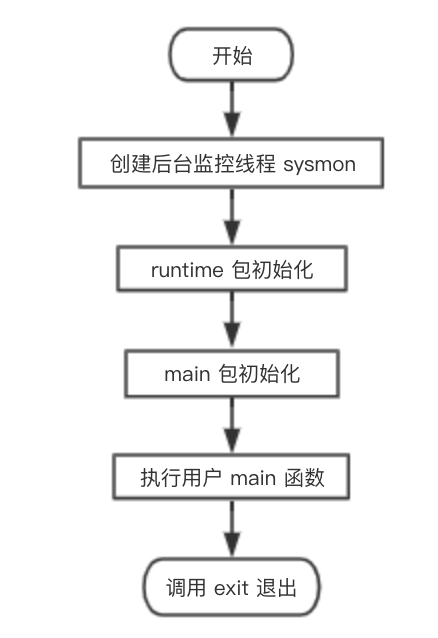 开始
创建后台监控线程 sysmon
runtime 包初始化
main 包初始化
执行用户 main 函数
调用 exit 退出